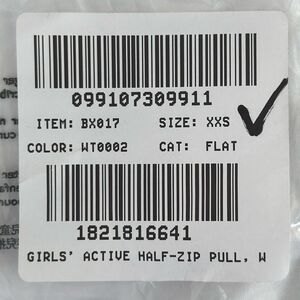 099107309911
ITEM: BX017 SIZE: XXS
COLOR: WT0002 CAT: FLAT
1821816641
GIRLS' ACTIVE HALF-ZIP PULL, W